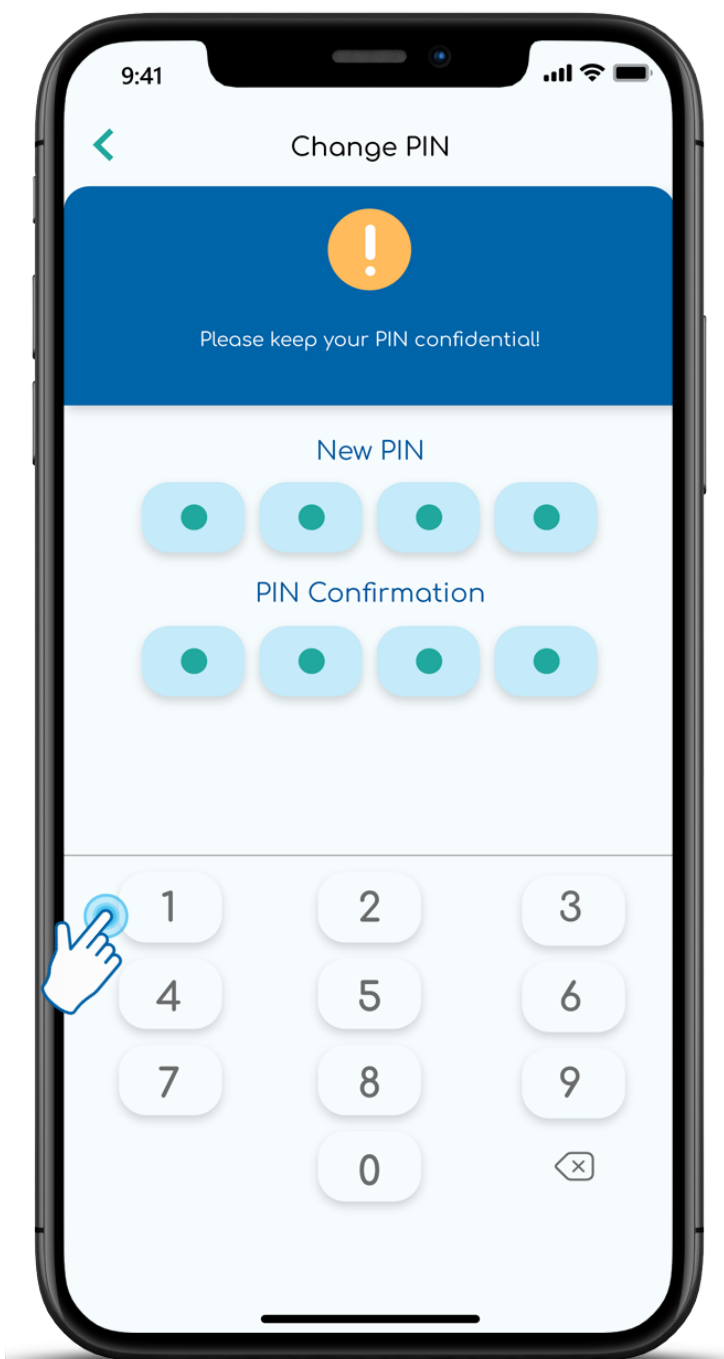 9:41
Change PIN
Please keep your PIN confidential!
New PIN
PIN Confirmation
1 2 3
4 5 6
7 8 9
0